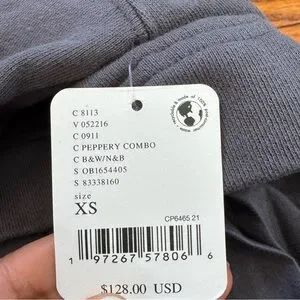 C 8113
V 052216
C 0911
C PEPPERY COMBO
C B&W/N&B
S OB1654405
S 83338160
size
XS
CP6465 21
1 97267 57806 6
$128.00 USD